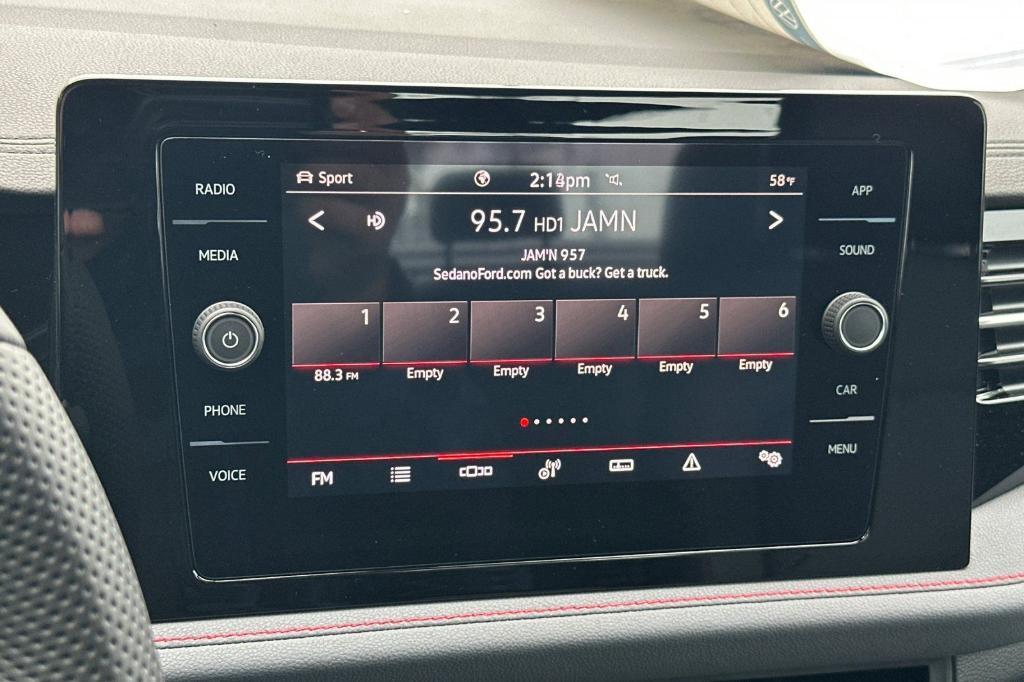 RADIO
MEDIA
PHONE
VOICE
Sport
58°F
95.7 HD1 JAMN
JAM'N 957
SedanoFord.com Got a buck? Get a truck.
1 2 3 4 5 6
88.3 FM Empty Empty Empty Empty Empty
FM
APP
SOUND
CAR
MENU